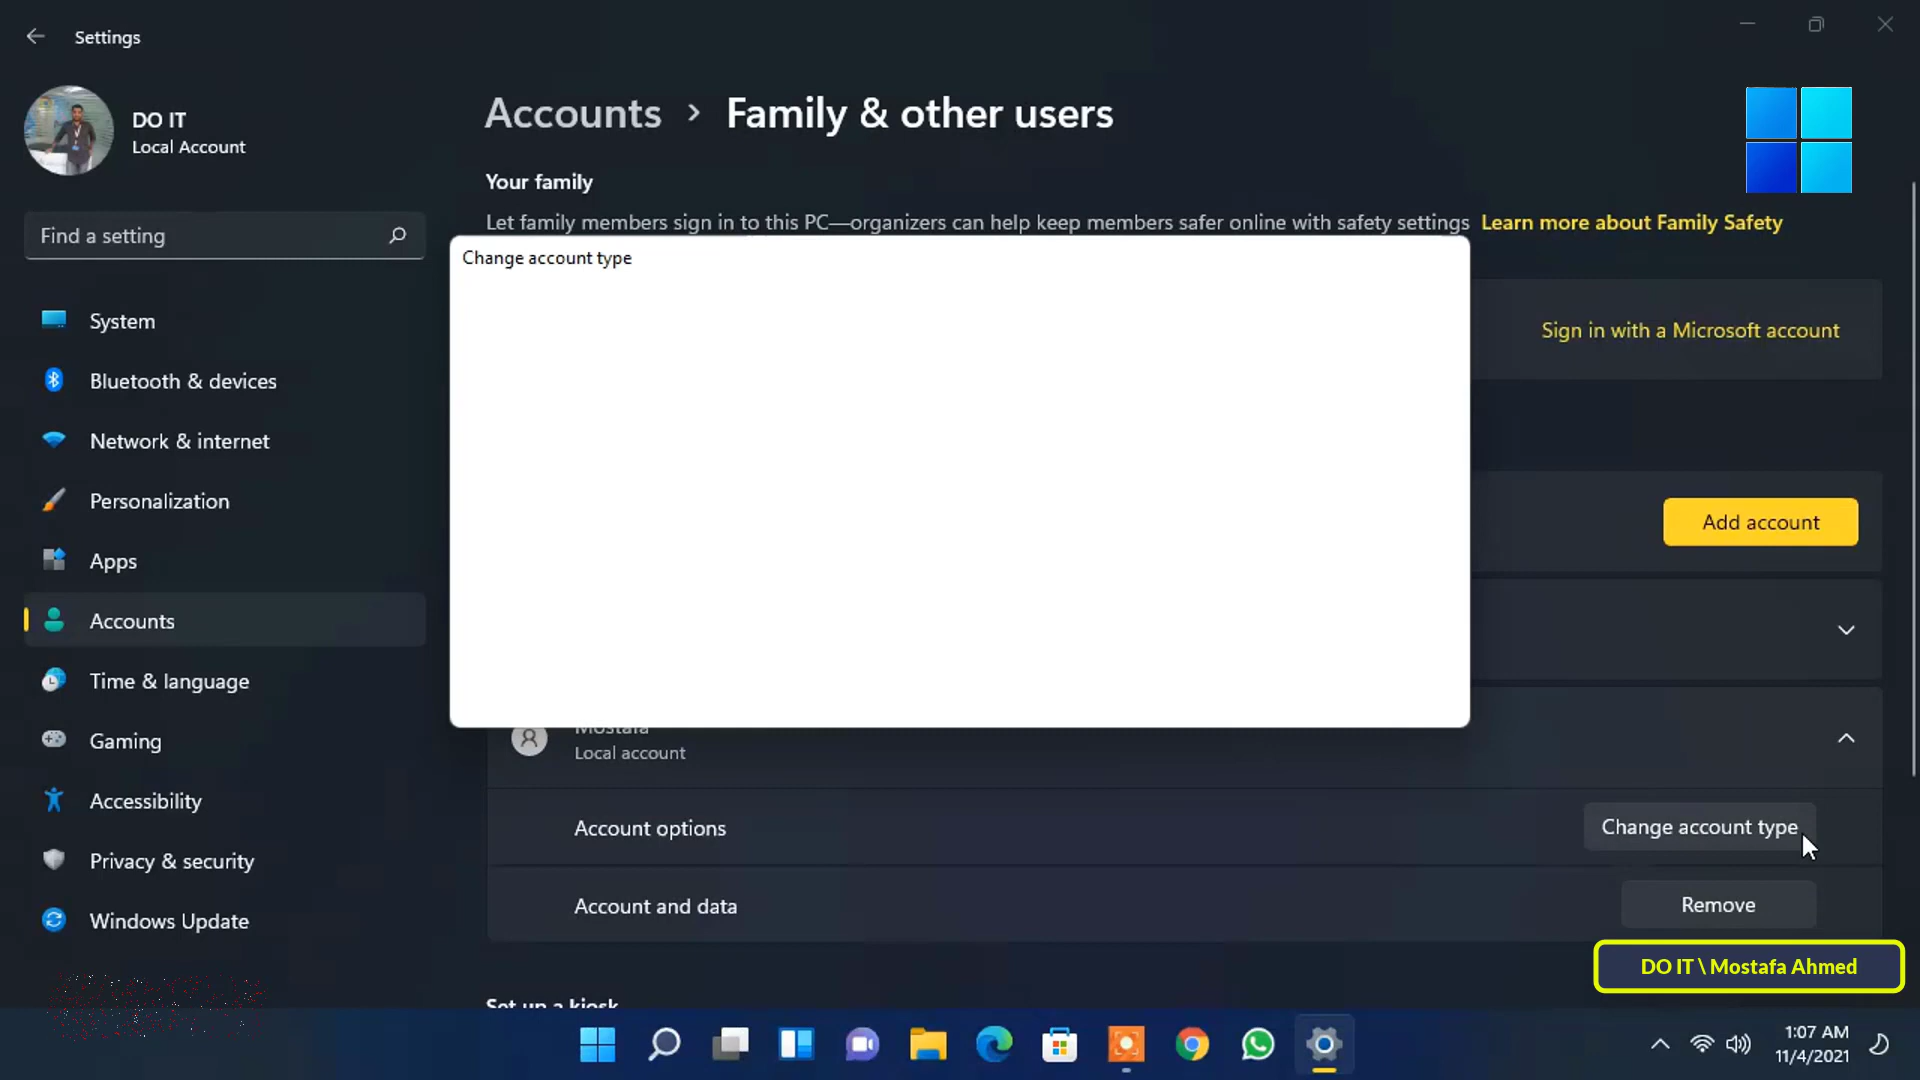 Settings
DO IT
Local Account
Find a setting
System
Bluetooth & devices
Network & internet
Personalization
Apps
Accounts
Time & language
Gaming
Accessibility
Privacy & security
Windows Update
Accounts > Family & other users
Your family
Let family members sign in to this PC—organizers can help keep members safer online with safety settings Learn more about Family Safety
Change account type
Sign in with a Microsoft account
Add account
Mostafa
Local account
Account options
Change account type
Account and data
Remove
DO IT \ Mostafa Ahmed
Set up a kiosk
1:07 AM
11/4/2021